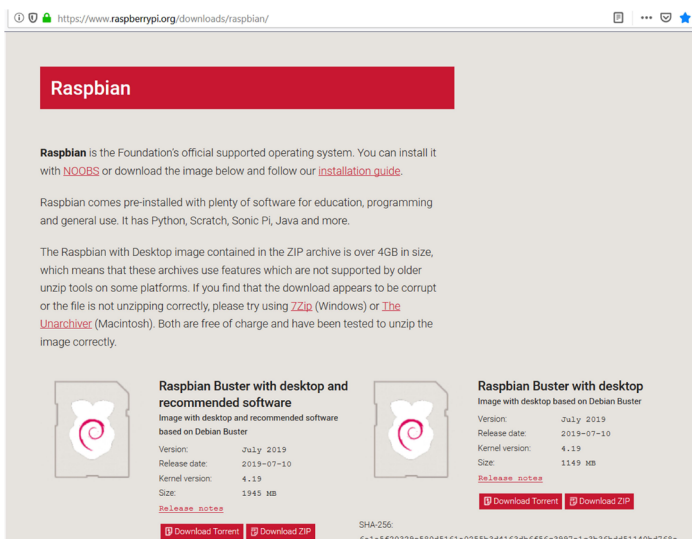 https://www.raspberrypi.org/downloads/raspbian/
Raspbian
Raspbian is the Foundation's official supported operating system. You can install it
with NOOBS or download the image below and follow our installation guide.
Raspbian comes pre-installed with plenty of software for education, programming
and general use. It has Python, Scratch, Sonic Pi, Java and more.
The Raspbian with Desktop image contained in the ZIP archive is over 4GB in size,
which means that these archives use features which are not supported by older
unzip tools on some platforms. If you find that the download appears to be corrupt
or the file is not unzipping correctly, please try using 7Zip (Windows) or The
Unarchiver (Macintosh). Both are free of charge and have been tested to unzip the
image correctly.
Raspbian Buster with desktop and
recommended software
Image with desktop and recommended software
based on Debian Buster
Version: July 2019
Release date: 2019-07-10
Kernel version: 4.19
Size: 1945 MB
Release notes
Download Torrent Download ZIP
Raspbian Buster with desktop
Image with desktop based on Debian Buster
Version: July 2019
Release date: 2019-07-10
Kernel version: 4.19
Size: 1149 MB
Release notes
Download Torrent Download ZIP
SHA-256: